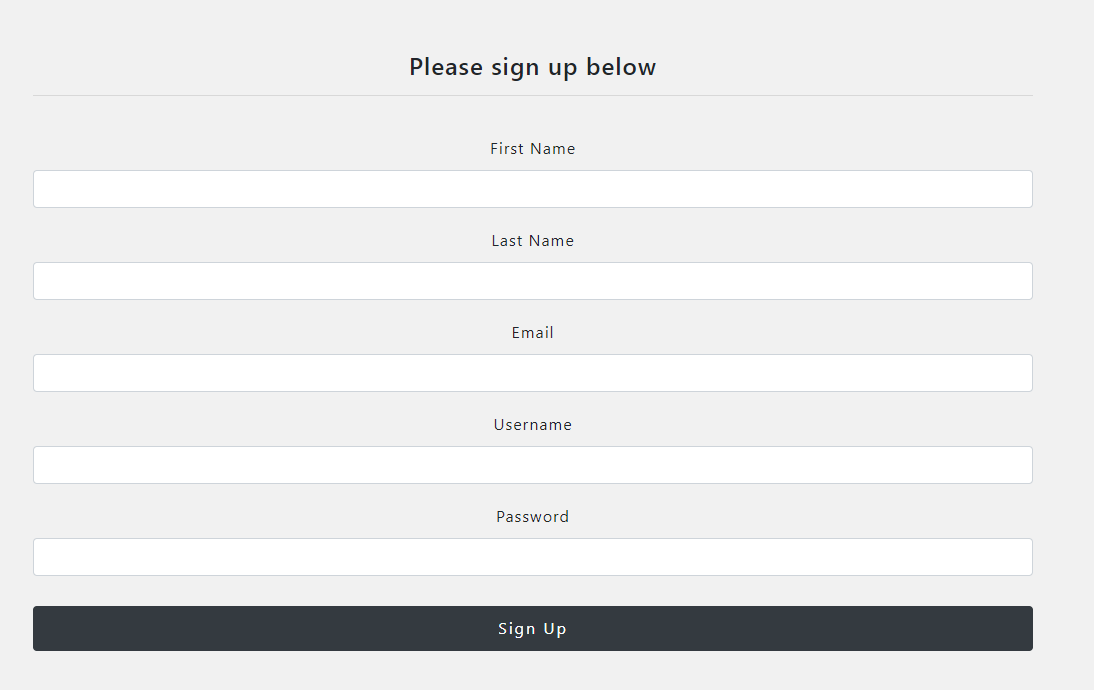 Please sign up below
First Name
Last Name
Email
Username
Password
Sign Up